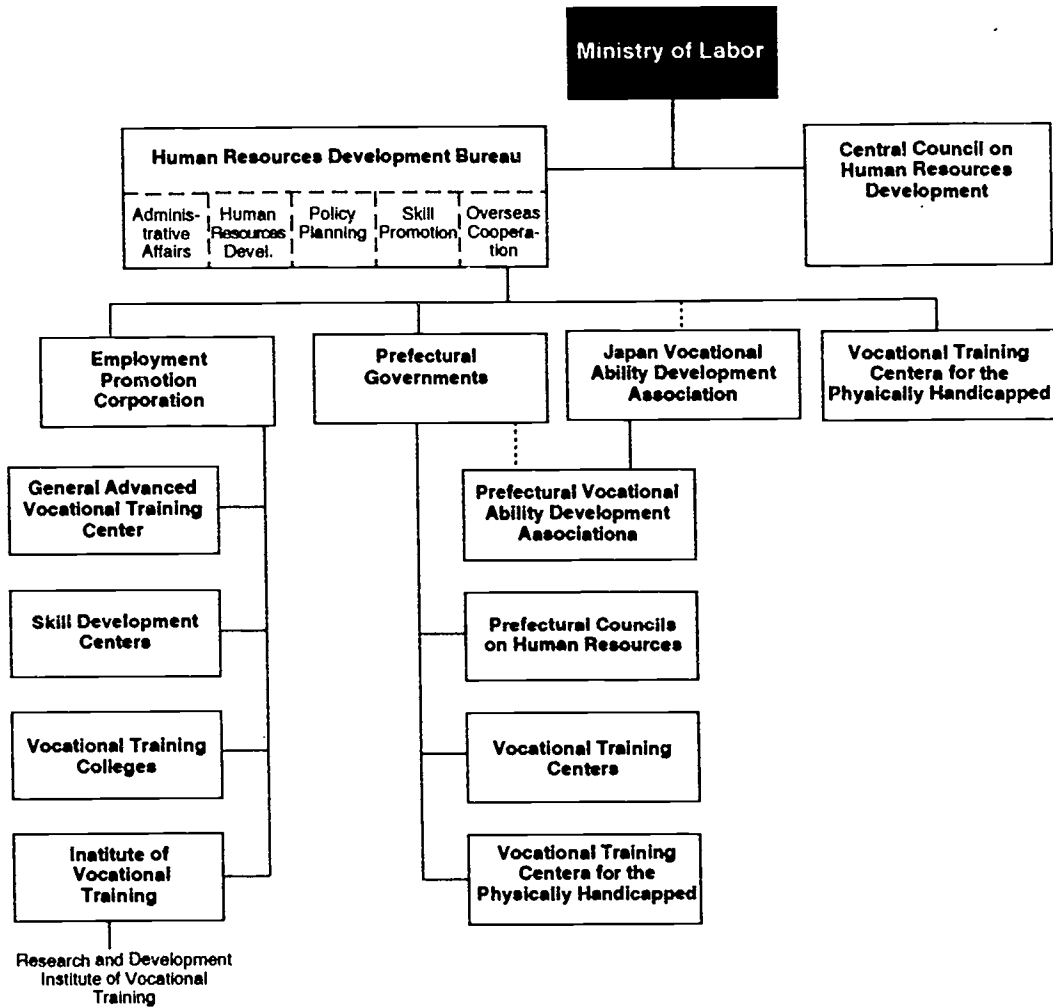 Ministry of Labor
Human Resources Development Bureau
Adminis-
trative
Affairs
Human
Resources
Devel.
Policy
Planning
Skill
Promotion
Overseas
Coopera-
tion
Central Council on
Human Resources
Development
Employment
Promotion
Corporation
Prefectural
Governments
Japan Vocational
Ability Development
Association
Vocational Training
Centera for the
Phyaically Handicapped
General Advanced
Vocational Training
Center
Skill Development
Centers
Vocational Training
Colleges
Inatitute of
Vocational
Training
Research and Development
Institute of Vocational
Training
Prefectural Vocational
Ability Development
Aaaociationa
Prefectural Councils
on Human Resources
Vocational Training
Centers
Vocational Training
Centera for the
Physically Handicapped